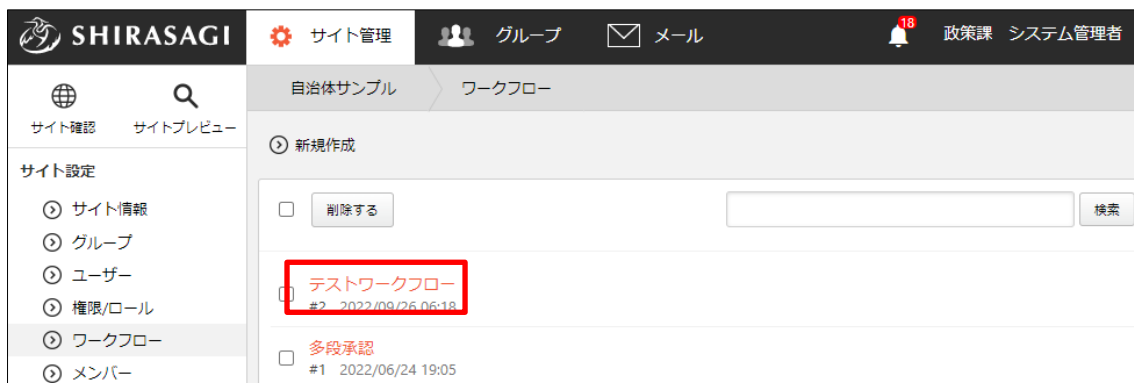 SHIRASAGI サイト管理 グループ メール 18 政策課 システム管理者
サイト確認 サイトプレビュー
自治体サンプル ワークフロー
新規作成
サイト設定
サイト情報
グループ
ユーザー
権限/ロール
ワークフロー
メンバー
削除する 検索
テストワークフロー
#2 2022/09/26 06:18
多段承認
#1 2022/06/24 19:05